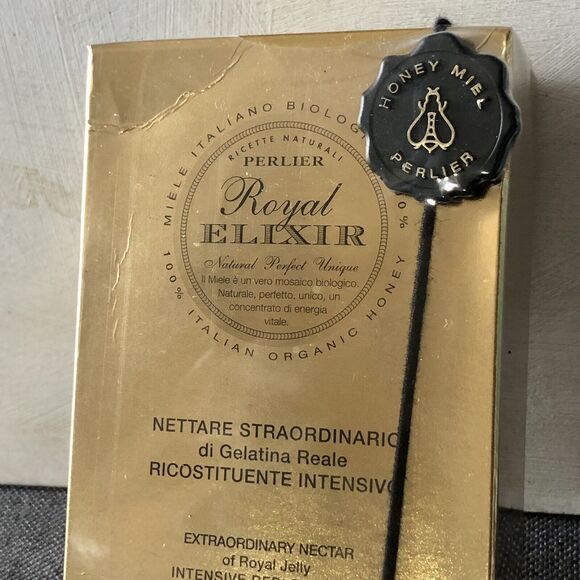 HONEY MIEL
PERLIER
MIELE ITALIANO
100% ITALIAN ORGANIC HONEY
RICETTE NATURALI
PERLIER
Royal
ELIXIR
Natural Perfect Unique
Il Miele è un vero mosaico biologico.
Naturale, perfetto, unico, un
concentrato di energia
vitale.
NETTARE STRAORDINARIO
di Gelatina Reale
RICOSTITUENTE INTENSIVO
EXTRAORDINARY NECTAR
of Royal Jelly
INTENSIVE